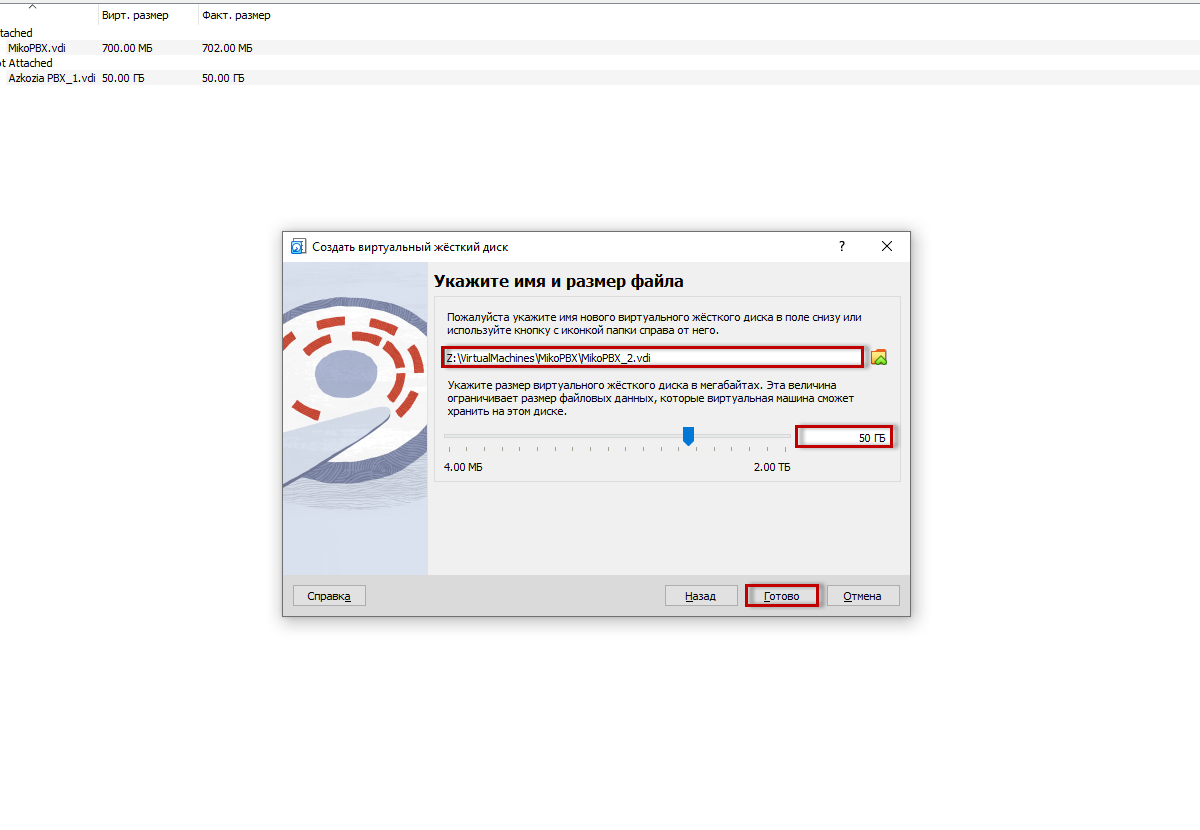 Вирт. размер Факт. размер
tached
MikoPBX.vdi 700.00 МБ 702.00 МБ
ot Attached
Azkozia PBX_1.vdi 50.00 ГБ 50.00 ГБ
Создать виртуальный жёсткий диск ?
Укажите имя и размер файла
Пожалуйста укажите имя нового виртуального жёсткого диска в поле снизу или
используйте кнопку с иконкой папки справа от него.
Z:\VirtualMachines\MikoPBX\MikoPBX_2.vdi
Укажите размер виртуального жёсткого диска в мегабайтах. Эта величина
ограничивает размер файловых данных, которые виртуальная машина сможет
хранить на этом диске.
50 ГБ
4.00 МБ 2.00 ТБ
Справка Назад Готово Отмена